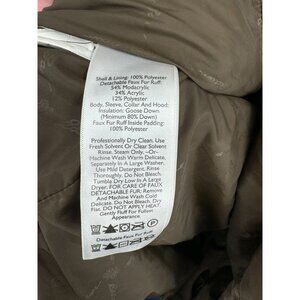 Shell & Lining: 100% Polyester
Detachable Faux Fur Ruff:
54% Modacrylic
34% Acrylic
12% Polyester
Body, Sleeve, Collar And Hood:
Insulation: Goose Down
(Minimum 80% Down)
Faux Fur Ruff Inside Padding:
100% Polyester
Professionally Dry Clean. Use
Fresh Solvent Or Clear Solvent
Rinse, Steam Only, -Or-
Machine Wash Warm Delicate,
Separately In A Large Washer.
Use Mild Detergent, Rinse
Thoroughly. Do Not Bleach.
Tumble Dry Low In A Large
Dryer. FOR CARE OF FAUX
DETACHABLE FUR: Remove
And Machine Wash Cold
Delicate. Do Not Bleach. Dry
Flat. DO NOT APPLY HEAT.
Gently Fluff For Fullest
Appearance.
Detachable Faux Fur Ruff: